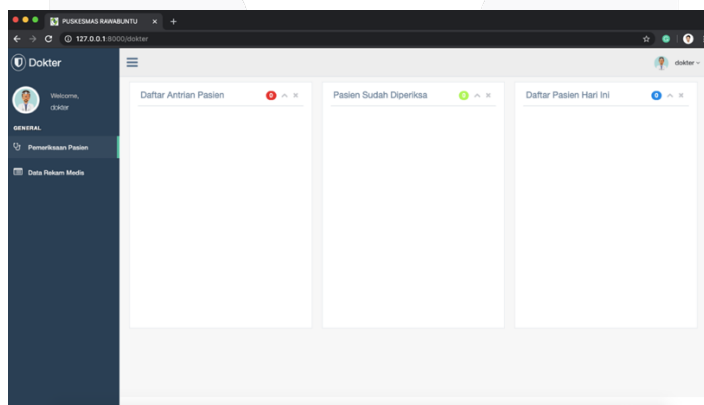 PUSKESMAS RAWABUNTU
127.0.0.1:8000/dokter
Dokter
dokter
Welcome,
dokter
GENERAL
Pemeriksaan Pasien
Data Rekam Medis
Daftar Antrian Pasien 0
Pasien Sudah Diperiksa 0
Daftar Pasien Hari Ini 0